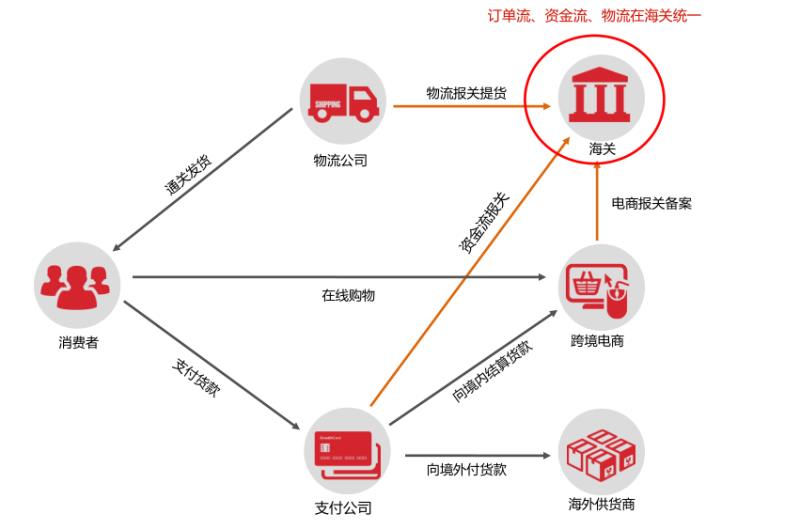 订单流、资金流、物流在海关统一
SHIPPING
物流报关提货
物流公司
海关
通关发货
资金流报关
电商报关备案
在线购物
消费者
跨境电商
支付货款
向境内结算货款
CreditCard
向境外付货款
支付公司
海外供货商